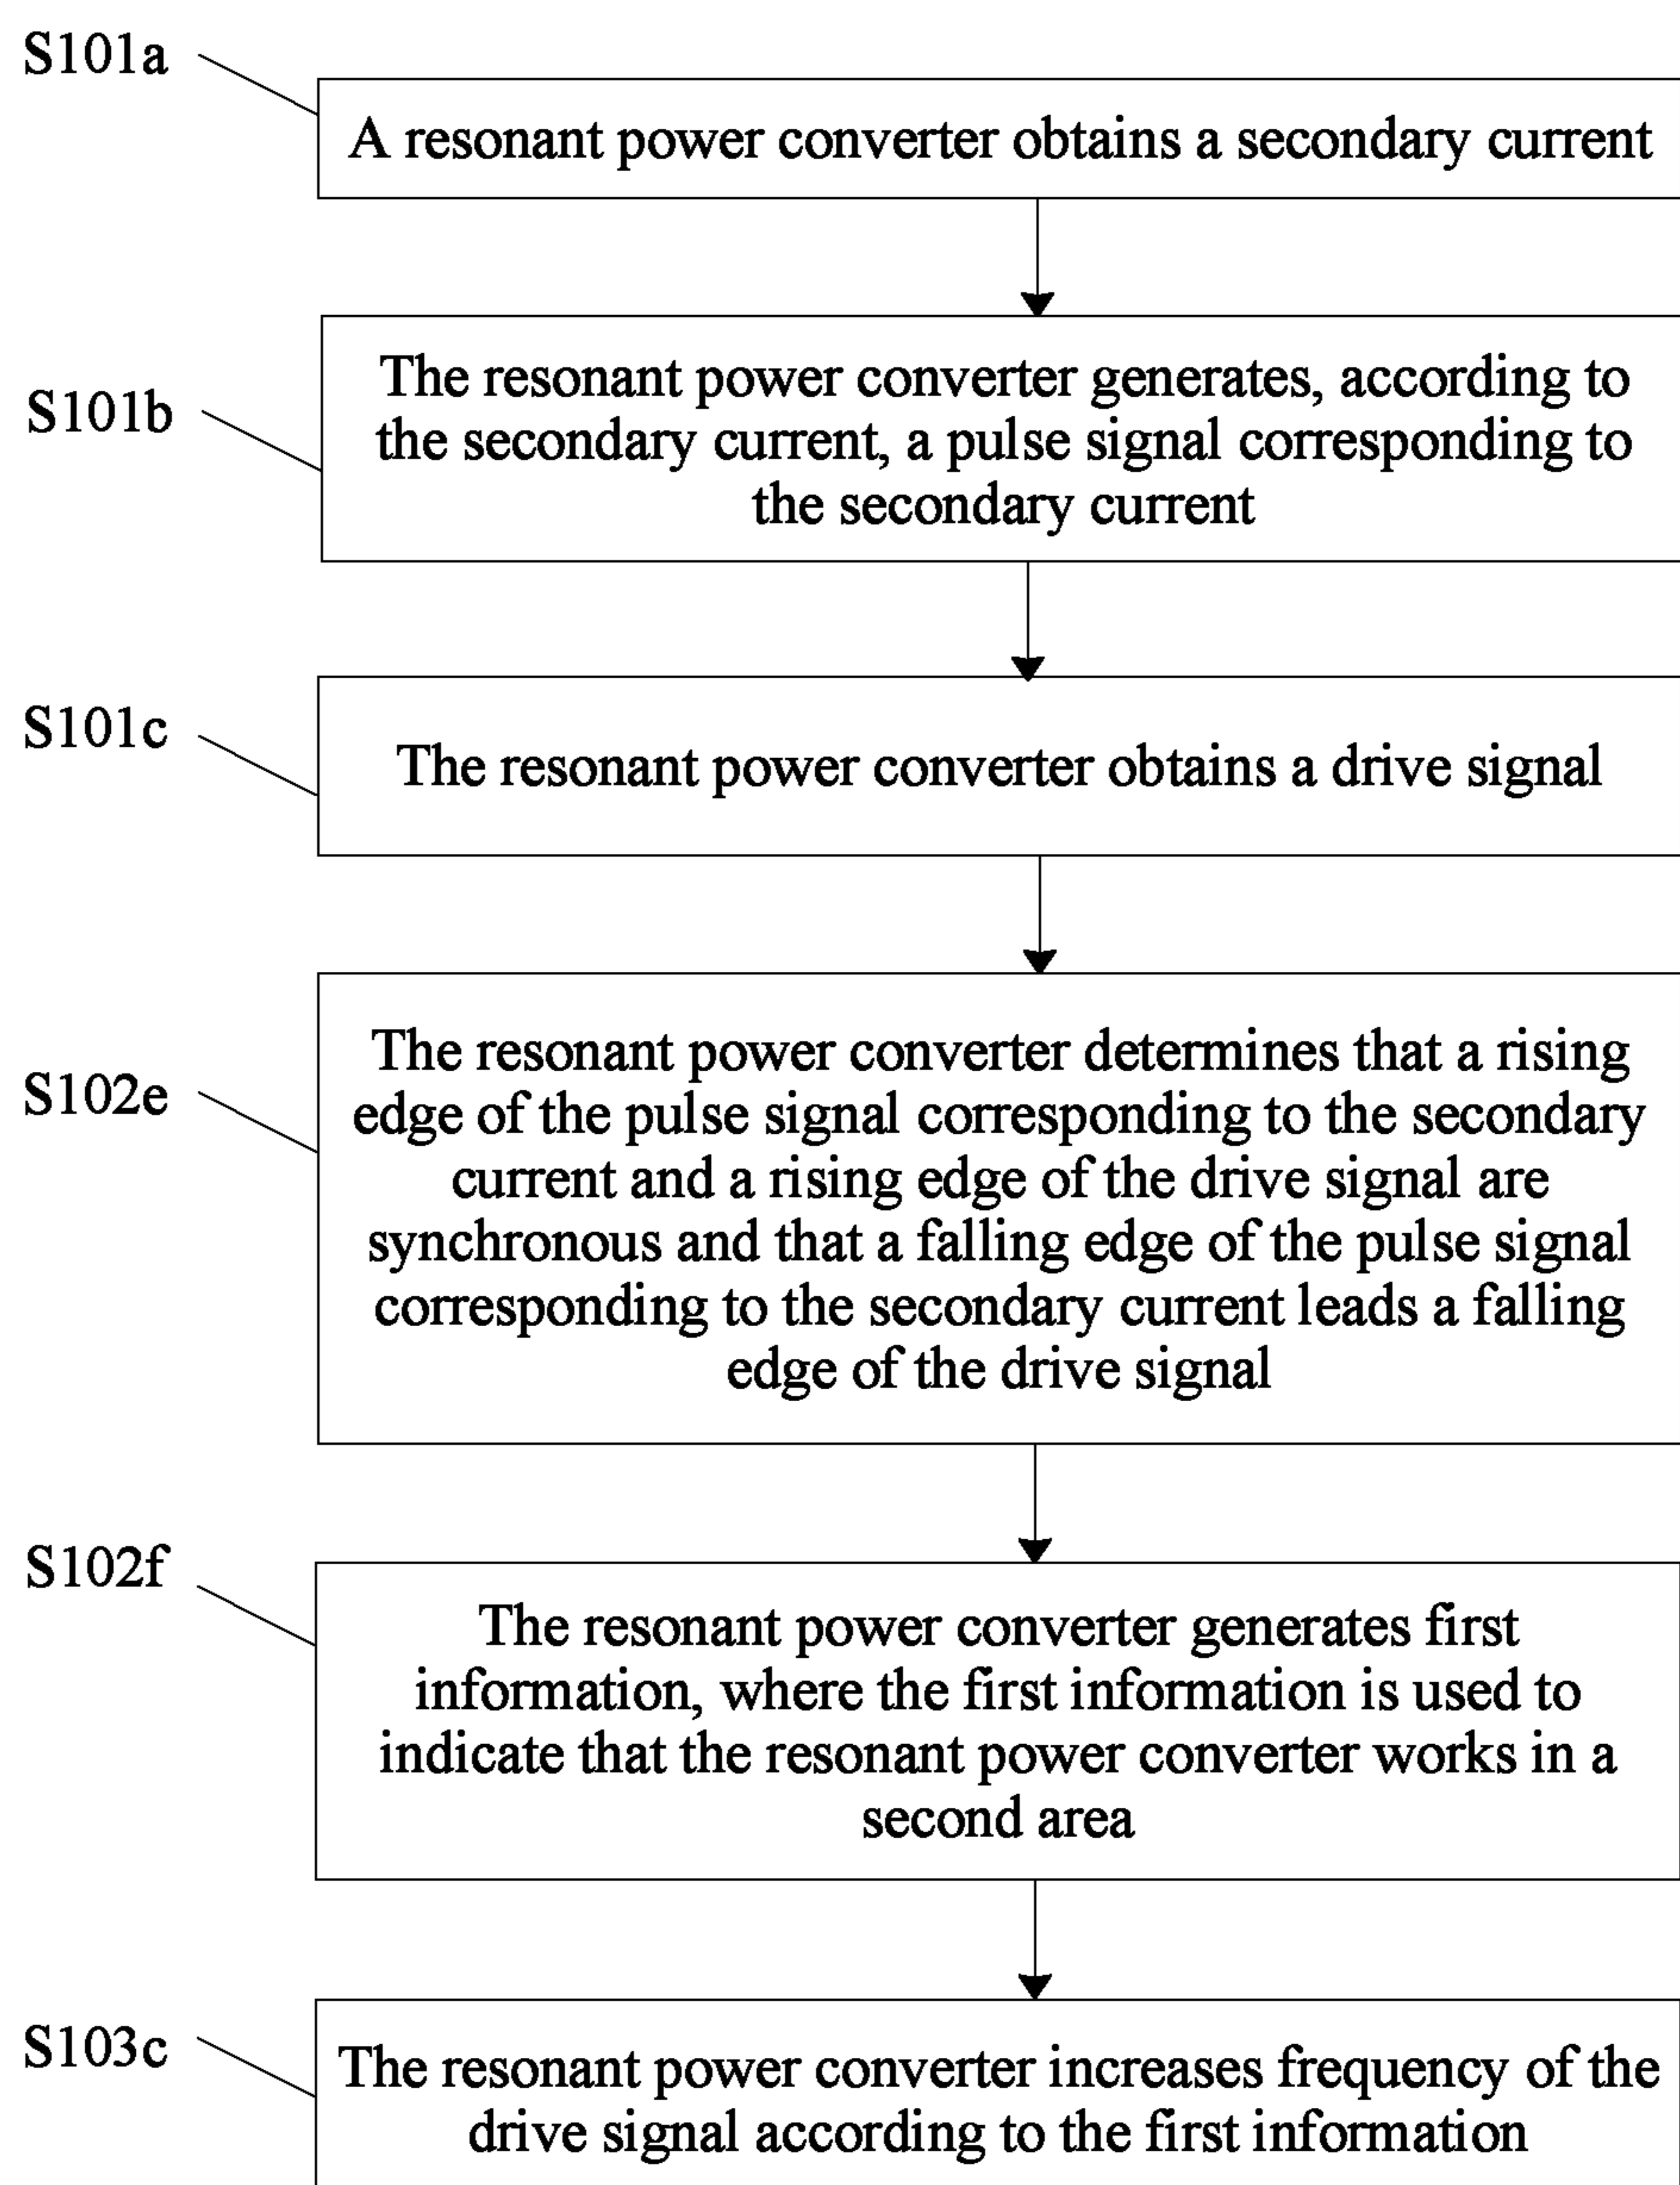 S101a
A resonant power converter obtains a secondary current
S101b
The resonant power converter generates, according to
the secondary current, a pulse signal corresponding to
the secondary current
S101c
The resonant power converter obtains a drive signal
S102e
The resonant power converter determines that a rising
edge of the pulse signal corresponding to the secondary
current and a rising edge of the drive signal are
synchronous and that a falling edge of the pulse signal
corresponding to the secondary current leads a falling
edge of the drive signal
S102f
The resonant power converter generates first
information, where the first information is used to
indicate that the resonant power converter works in a
second area
S103c
The resonant power converter increases frequency of the
drive signal according to the first information